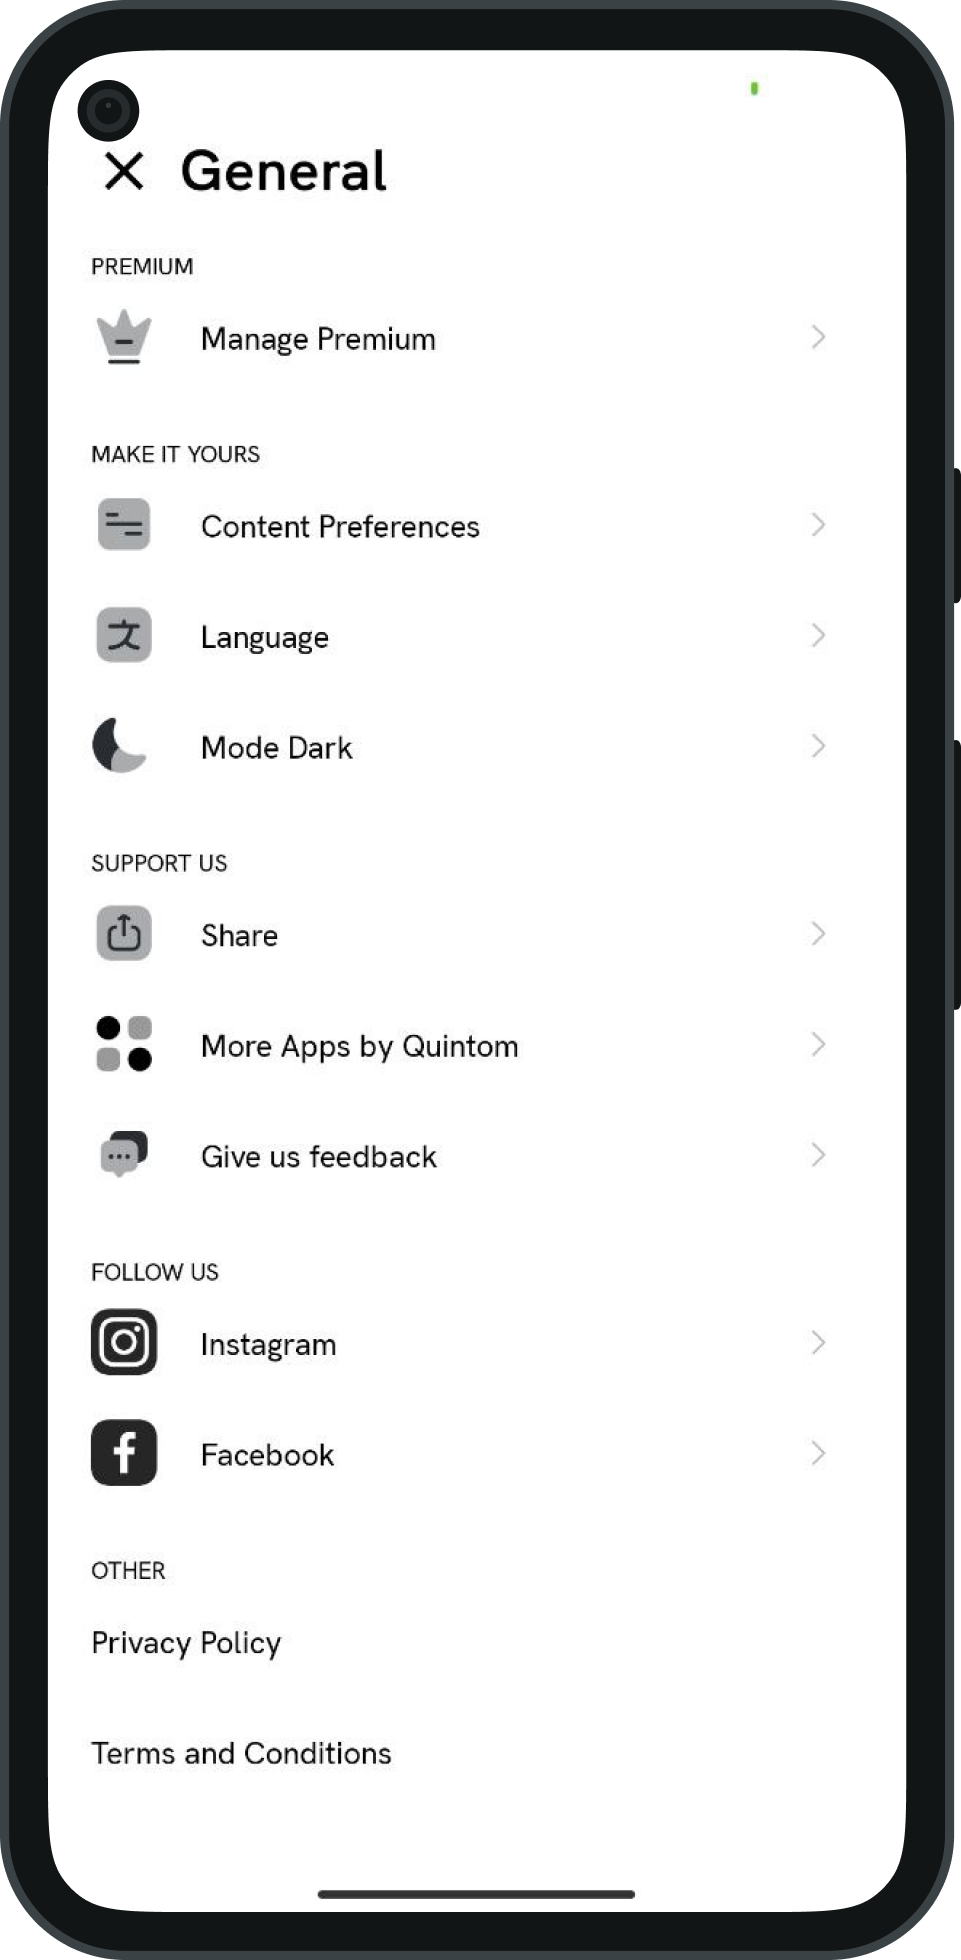 General
PREMIUM
Manage Premium
MAKE IT YOURS
Content Preferences
文
Language
Mode Dark
SUPPORT US
Share
More Apps by Quintom
Give us feedback
FOLLOW US
Instagram
Facebook
OTHER
Privacy Policy
Terms and Conditions